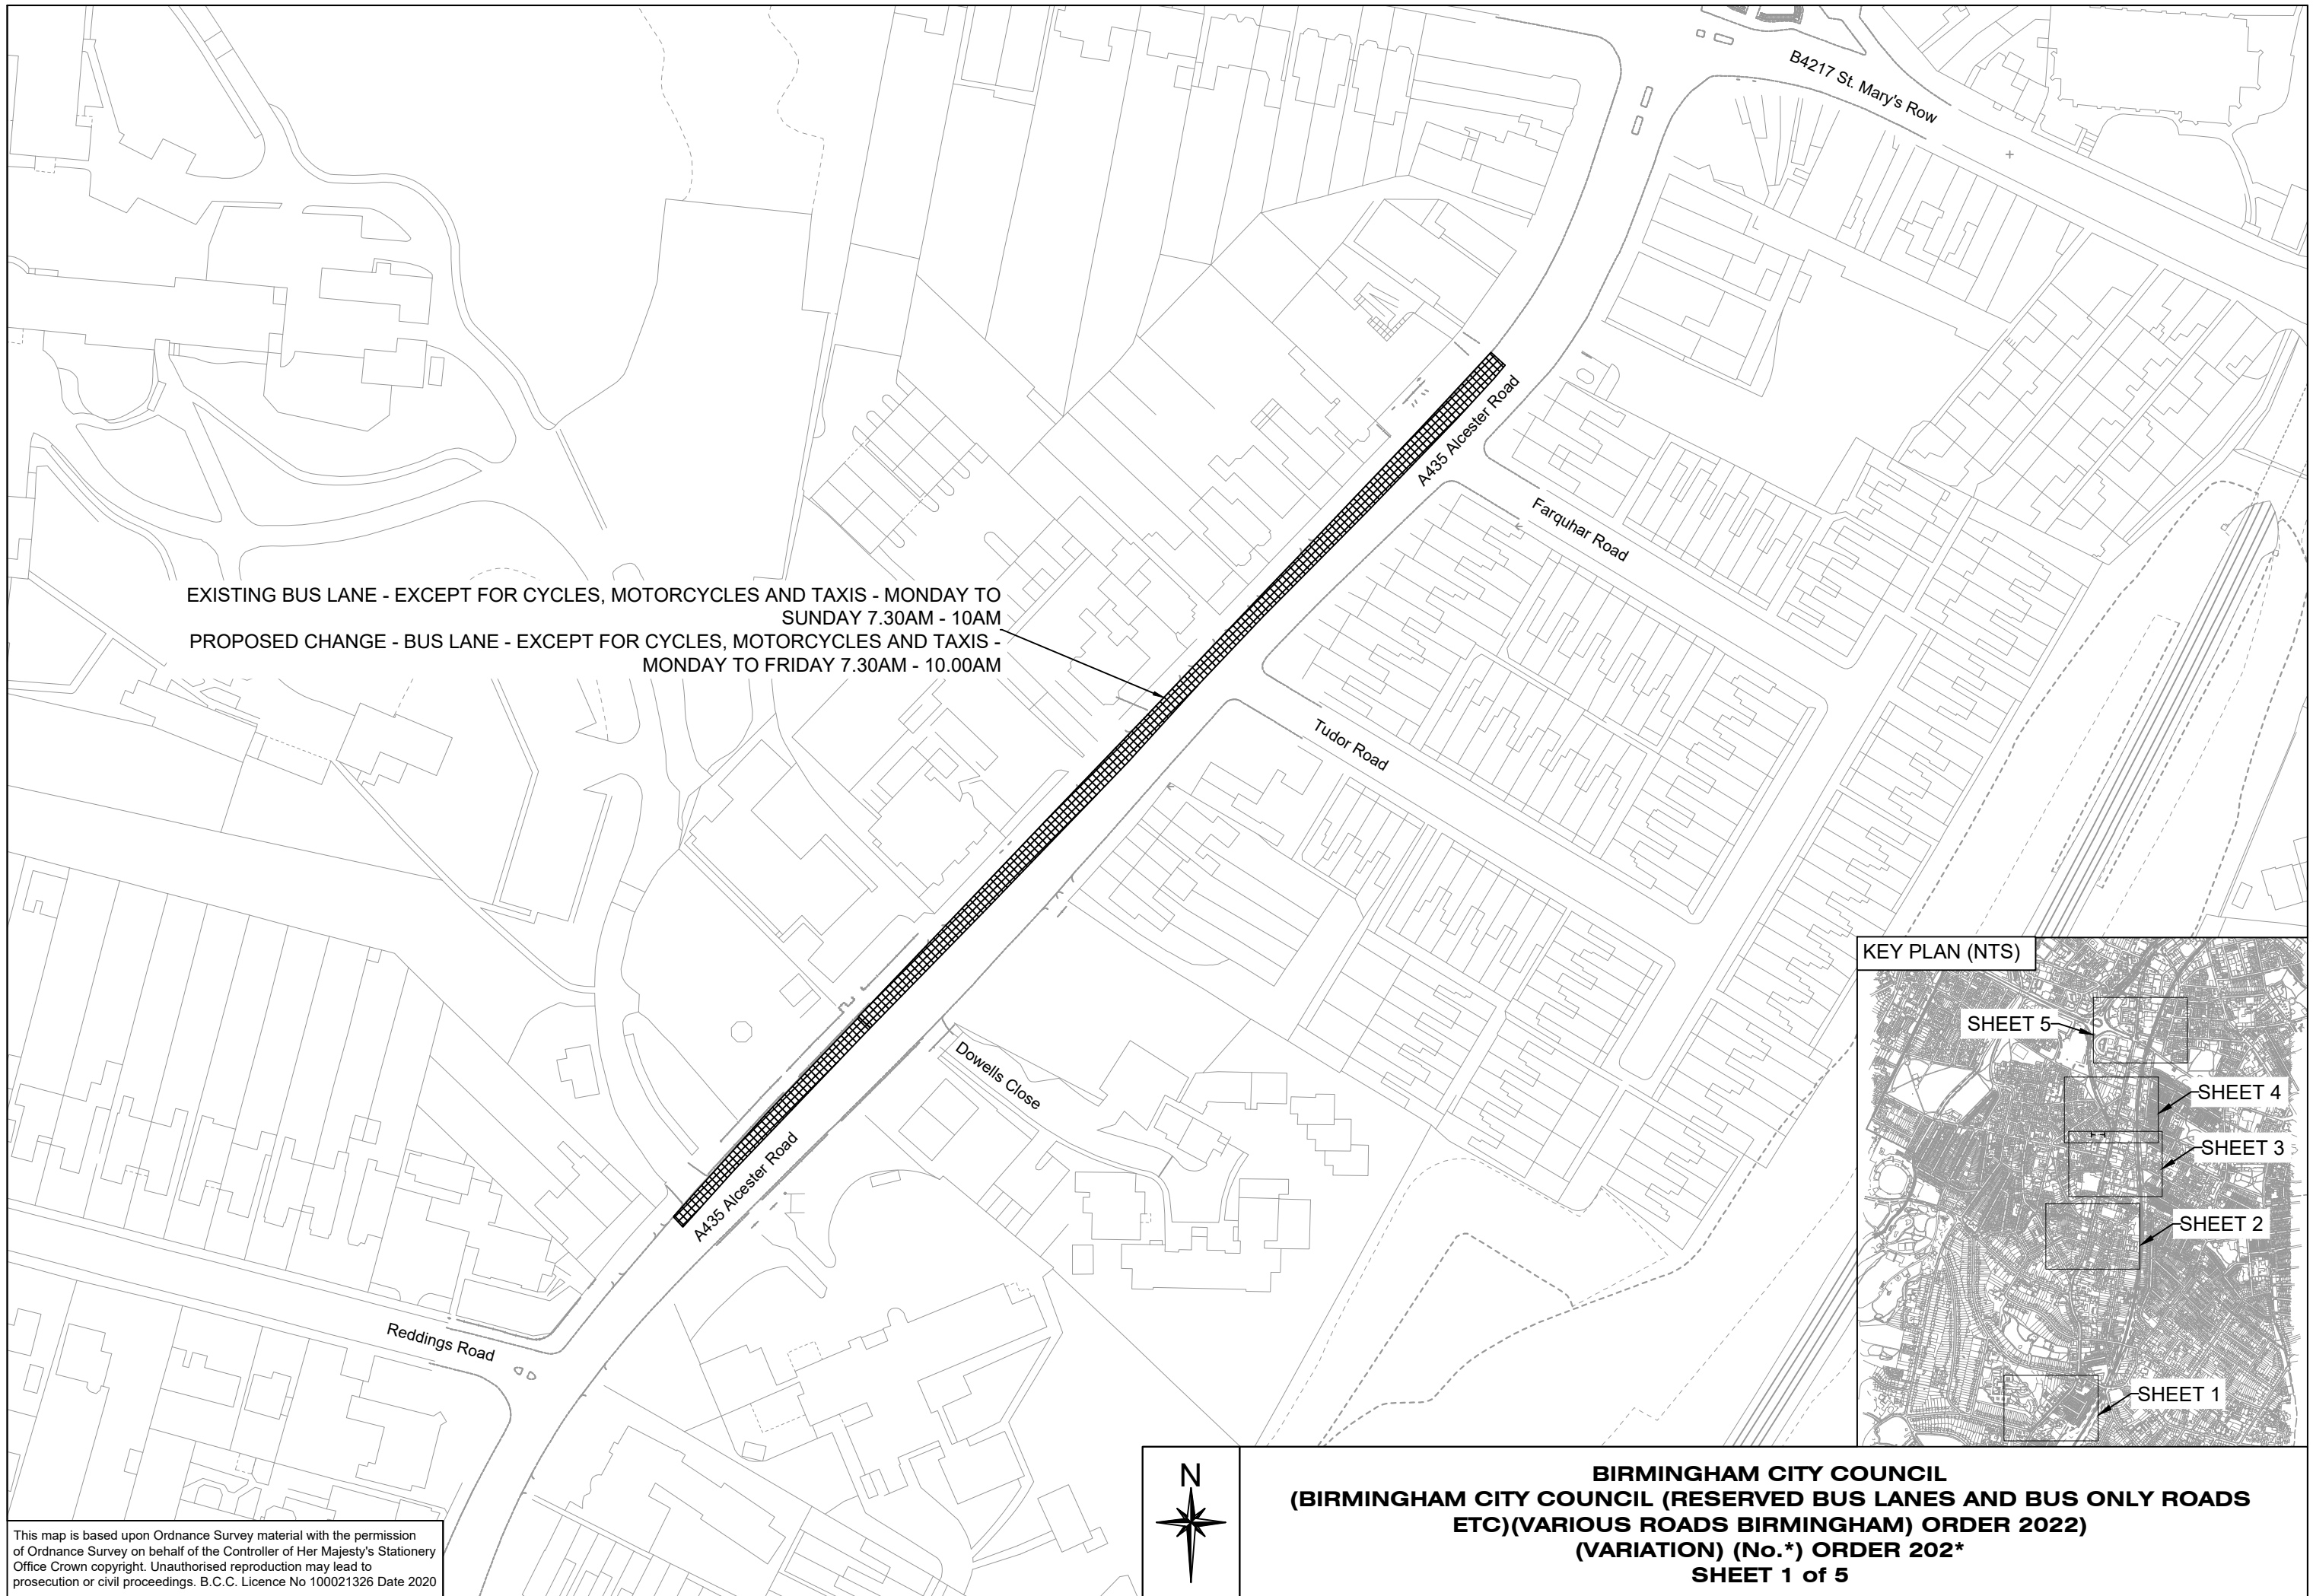 B4217 St. Mary's Row
A435 Alcester Road
Farquhar Road
EXISTING BUS LANE - EXCEPT FOR CYCLES, MOTORCYCLES AND TAXIS - MONDAY TO
SUNDAY 7.30AM - 10AM
PROPOSED CHANGE - BUS LANE - EXCEPT FOR CYCLES, MOTORCYCLES AND TAXIS -
MONDAY TO FRIDAY 7.30AM - 10.00AM
Tudor Road
Dowells Close
A435 Alcester Road
Reddings Road
KEY PLAN (NTS)
SHEET 5
SHEET 4
SHEET 3
SHEET 2
SHEET 1
N
BIRMINGHAM CITY COUNCIL
(BIRMINGHAM CITY COUNCIL (RESERVED BUS LANES AND BUS ONLY ROADS
ETC)(VARIOUS ROADS BIRMINGHAM) ORDER 2022)
(VARIATION) (No.*) ORDER 202*
SHEET 1 of 5
This map is based upon Ordnance Survey material with the permission
of Ordnance Survey on behalf of the Controller of Her Majesty's Stationery
Office Crown copyright. Unauthorised reproduction may lead to
prosecution or civil proceedings. B.C.C. Licence No 100021326 Date 2020